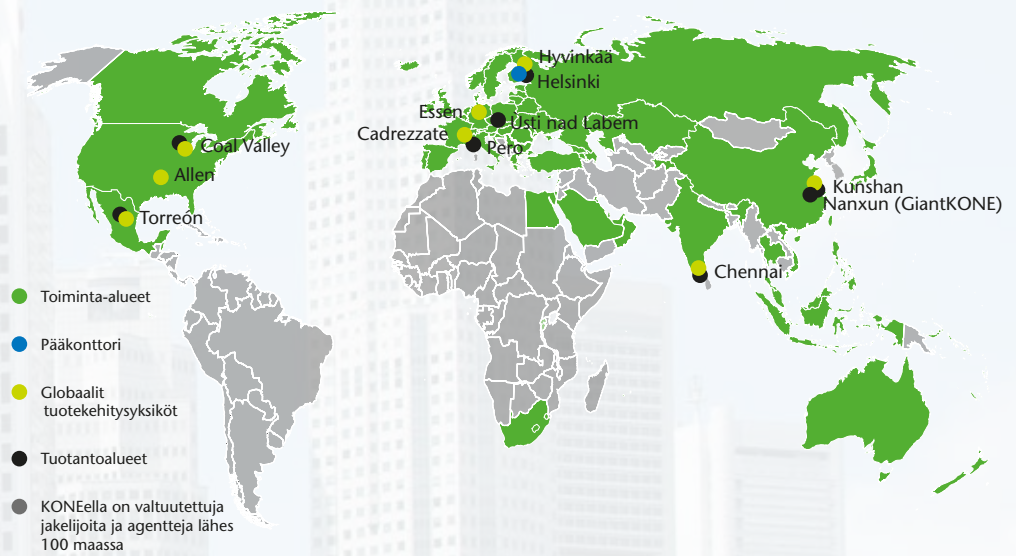 Hyvinkää
Helsinki
Essen
Ústi nad Labem
Cadrezzate
Pero
Coal Valley
Allen
Torreón
Kunshan
Nanxun (GiantKONE)
Chennai
Toiminta-alueet
Pääkonttori
Globaalit
tuotekehitysyksiköt
Tuotantoalueet
KONEella on valtuutettuja
jakelijoita ja agentteja lähes
100 maassa